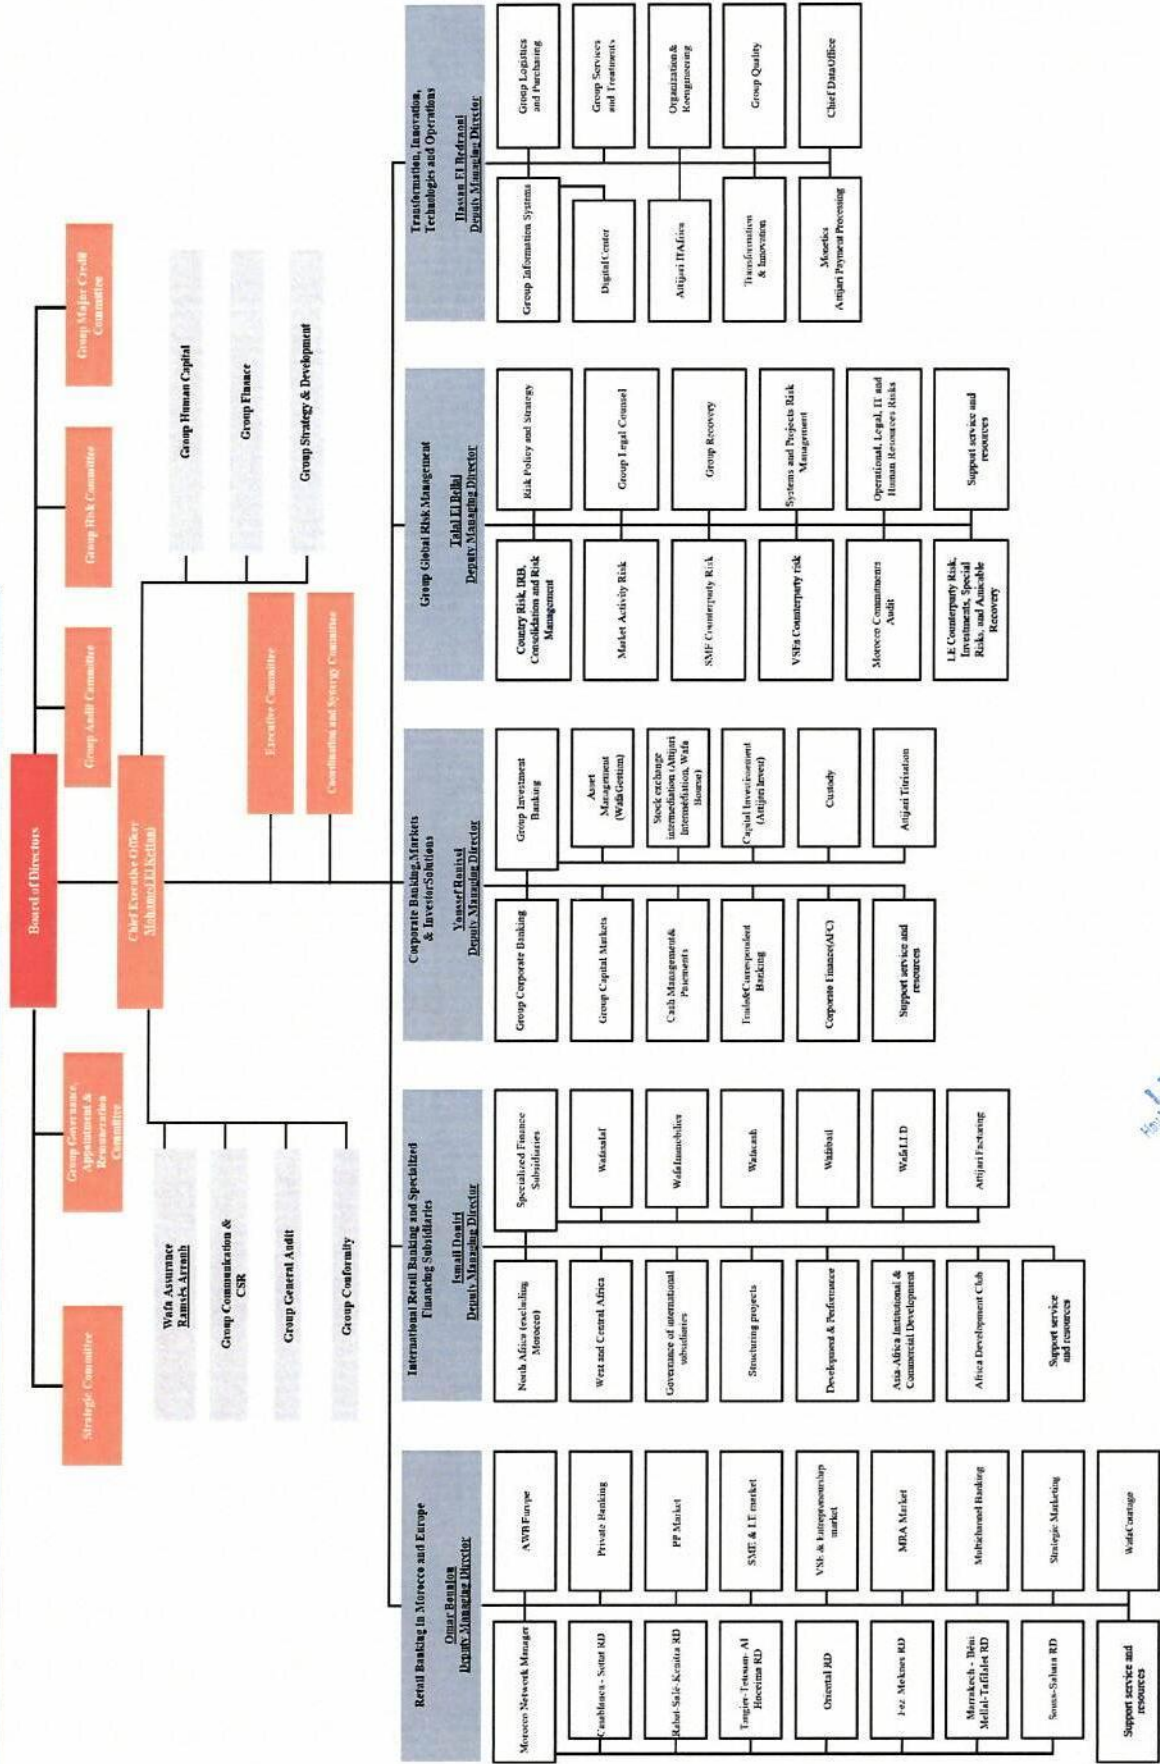 Board of Directors
Strategic Committee
Group Governance,
Appointment &
Remuneration
Committee
Group Audit Committee
Group Risk Committee
Group Major Credit
Committee
Chief Executive Officer
Mohamed El Kettani
Wafa Assurance
Ramsès Arroub
Group Communication &
CSR
Group General Audit
Group Conformity
Group Human Capital
Group Finance
Group Strategy & Development
Executive Committee
Coordination and Synergy Committee
Retail Banking in Morocco and Europe
Omar Bounjou
Deputy Managing Director
Morocco Network Manager
Casablanca - Settat RD
Rabat-Salé-Kenitra RD
Tangier-Tetouan- Al
Hoceima RD
Oriental RD
Fez Meknes RD
Marrakech - Béni
Mellal-Tafilalet RD
Souss-Sahara RD
Support service and
resources
AWB Europe
Private Banking
PP Market
SME & LE market
VSE & Entrepreneurship
market
MRA Market
Multichannel Banking
Strategic Marketing
Wafa Courtage
International Retail Banking and Specialized
Financing Subsidiaries
Ismail Douiri
Deputy Managing Director
North Africa (excluding
Morocco)
West and Central Africa
Governance of international
subsidiaries
Structuring projects
Development & Performance
Asia-Africa Institutional &
Commercial Development
Africa Development Club
Support service
and resources
Specialized Finance
Subsidiaries
Wafasalaf
Wafa Immobilier
Wafacash
Wafabail
Wafa LLD
Attijari Factoring
Corporate Banking, Markets
& Investor Solutions
Youssef Rouissi
Deputy Managing Director
Group Corporate Banking
Group Capital Markets
Cash Management &
Paiements
Trade&Correspondent
Banking
Corporate Finance(AFC)
Support service and
resources
Group Investment
Banking
Asset
Management
(WafaGestion)
Stock exchange
intermediation (Attijari
Intermédiation, Wafa
Bourse)
Capital Investissement
(Attijari Invest)
Custody
Attijari Titrisation
Group Global Risk Management
Talal El Bellaj
Deputy Managing Director
Country Risk, IRB,
Consolidation and Risk
Management
Market Activity Risk
SME Counterparty Risk
VSEs Counterparty risk
Morocco Commitments
Audit
LE Counterparty Risk,
Investments, Special
Risks, and Amicable
Recovery
Risk Policy and Strategy
Group Legal Counsel
Group Recovery
Systems and Projects Risk
Management
Operational, Legal, IT and
Human Resources Risks
Support service and
resources
Transformation, Innovation,
Technologies and Operations
Hassan El Bedraoui
Deputy Managing Director
Group Information Systems
Digital Center
Attijari IT Africa
Transformation
& Innovation
Monetics
Attijari Payment Processing
Group Logistics
and Purchasing
Group Services
and Treatments
Organization &
Reengineering
Group Quality
Chief Data Office